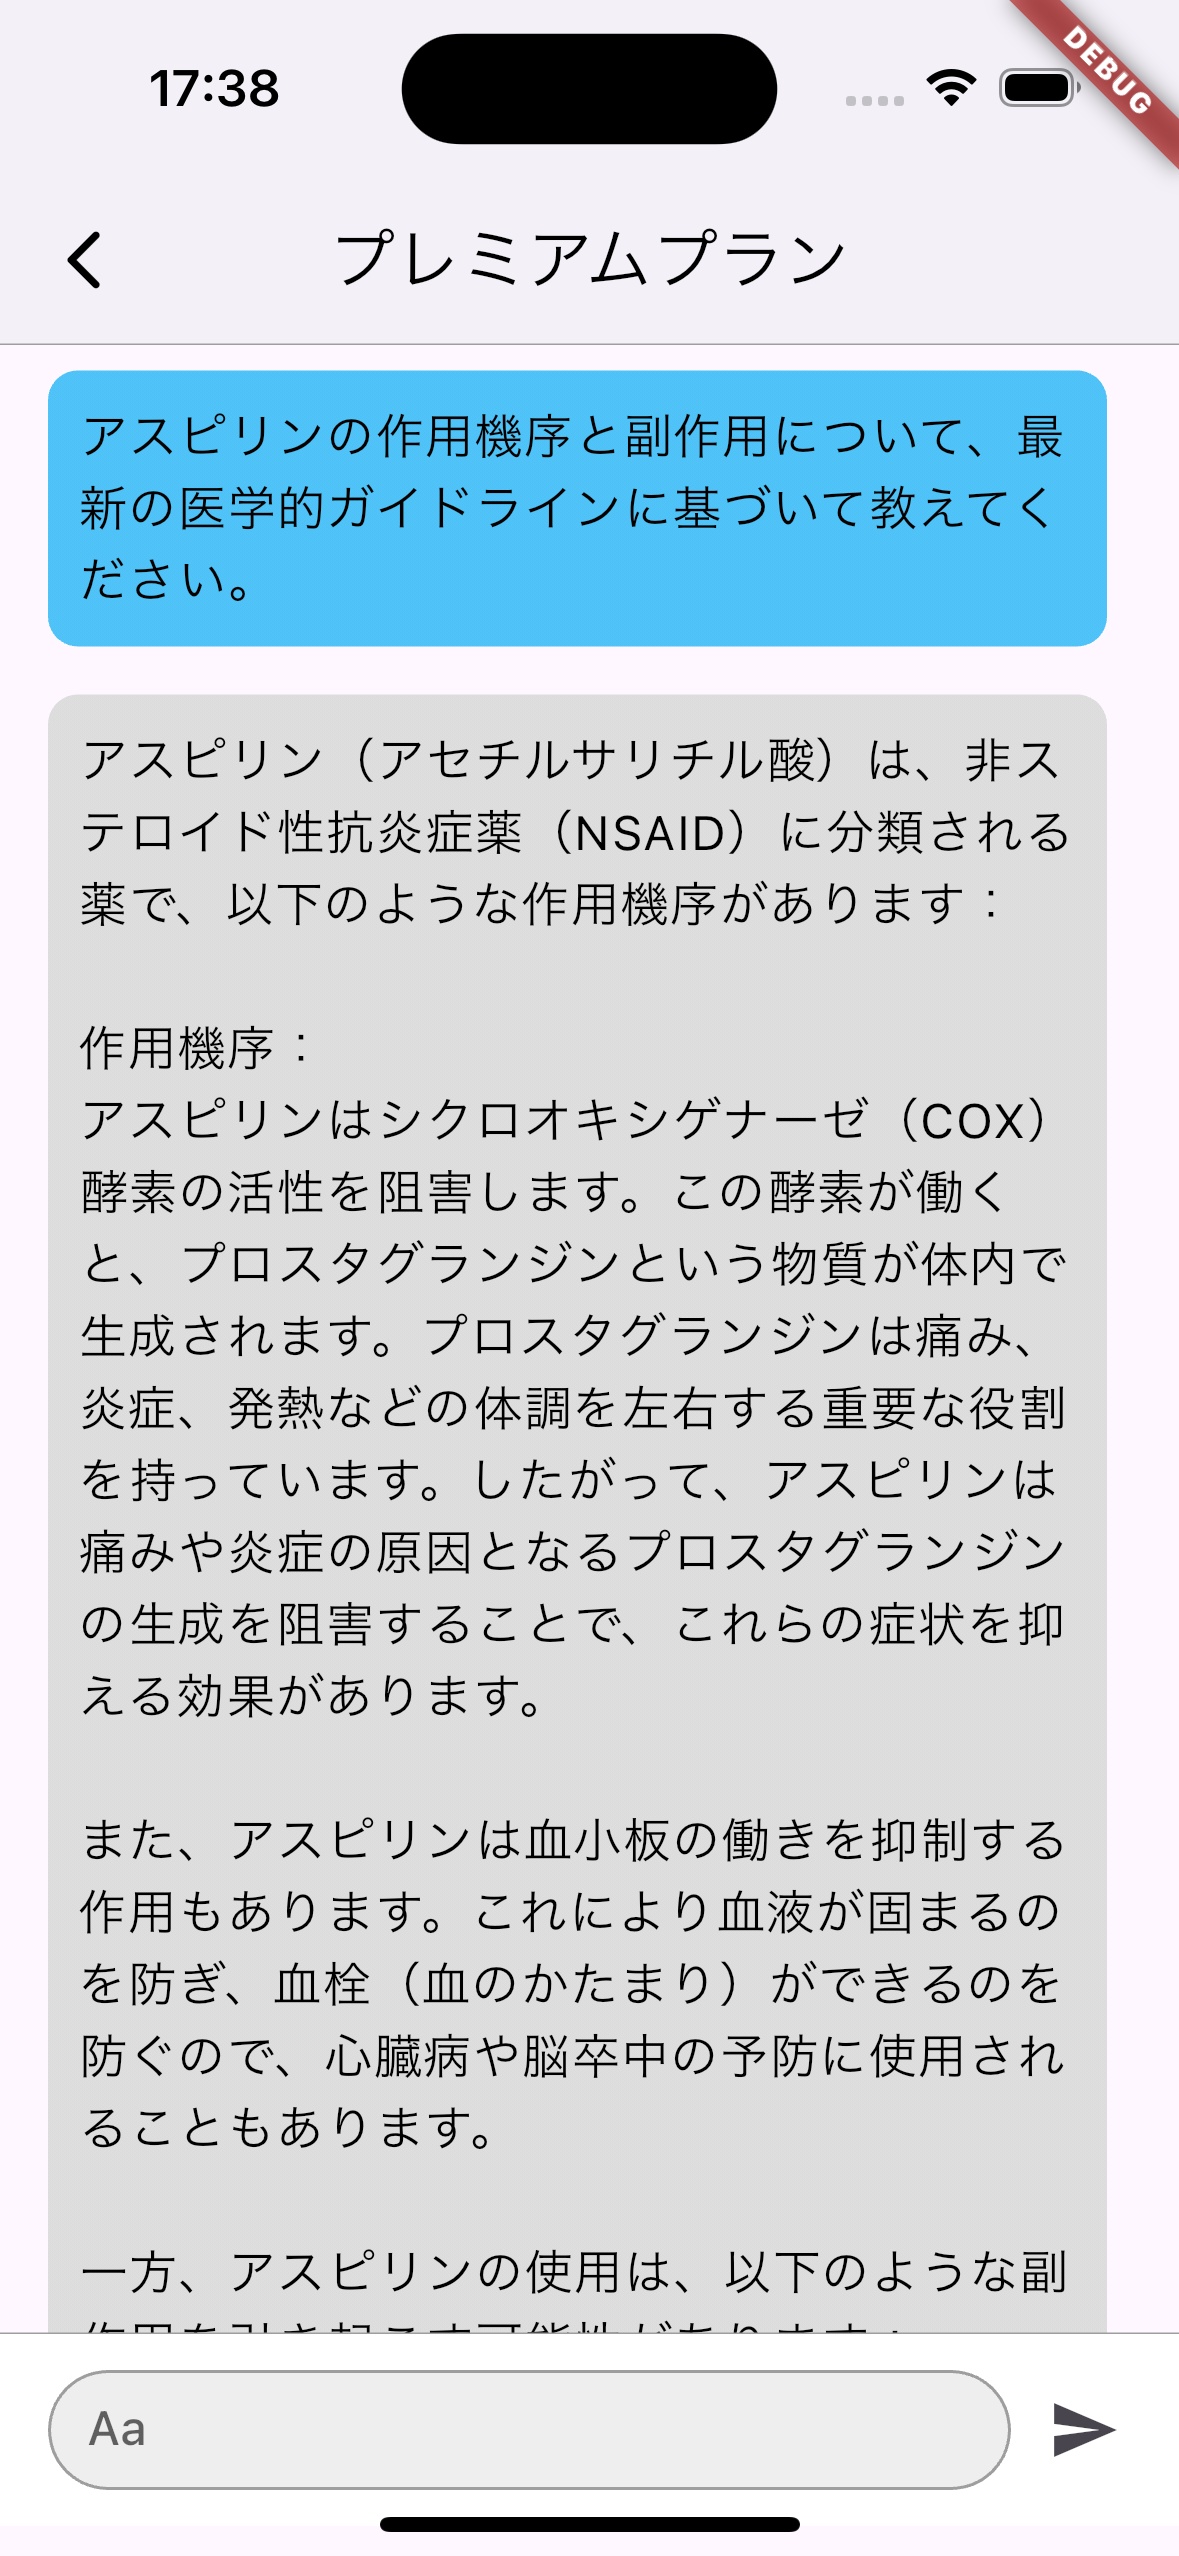 17:38
DEBUG
プレミアムプラン
アスピリンの作用機序と副作用について、最
新の医学的ガイドラインに基づいて教えてく
ださい。
アスピリン（アセチルサリチル酸）は、非ス
テロイド性抗炎症薬（NSAID）に分類される
薬で、以下のような作用機序があります：
作用機序：
アスピリンはシクロオキシゲナーゼ（COX）
酵素の活性を阻害します。この酵素が働く
と、プロスタグランジンという物質が体内で
生成されます。プロスタグランジンは痛み、
炎症、発熱などの体調を左右する重要な役割
を持っています。したがって、アスピリンは
痛みや炎症の原因となるプロスタグランジン
の生成を阻害することで、これらの症状を抑
える効果があります。
また、アスピリンは血小板の働きを抑制する
作用もあります。これにより血液が固まるの
を防ぎ、血栓（血のかたまり）ができるのを
防ぐので、心臓病や脳卒中の予防に使用され
ることもあります。
一方、アスピリンの使用は、以下のような副
作用を引き起こす可能性があります：
Aa